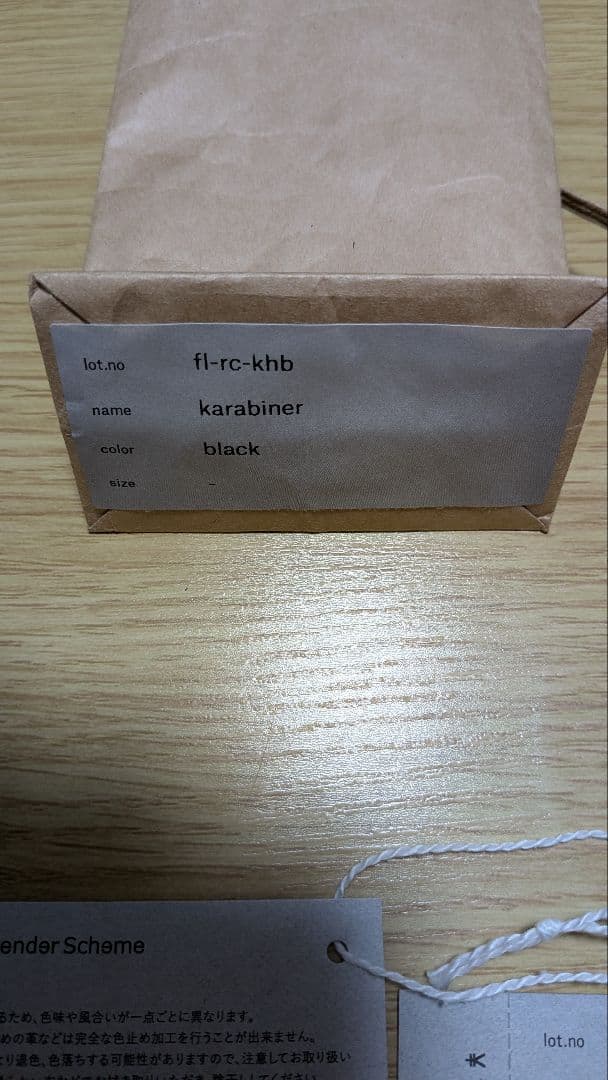 lot.no fl-rc-khb
name karabiner
color black
size -
ender Scheme
るため、色味や風合いが一点ごとに異なります。
めの革などは完全な色止め加工を行うことが出来ません。
より退色、色落ちする可能性がありますので、注意してお取り扱い
lot.no